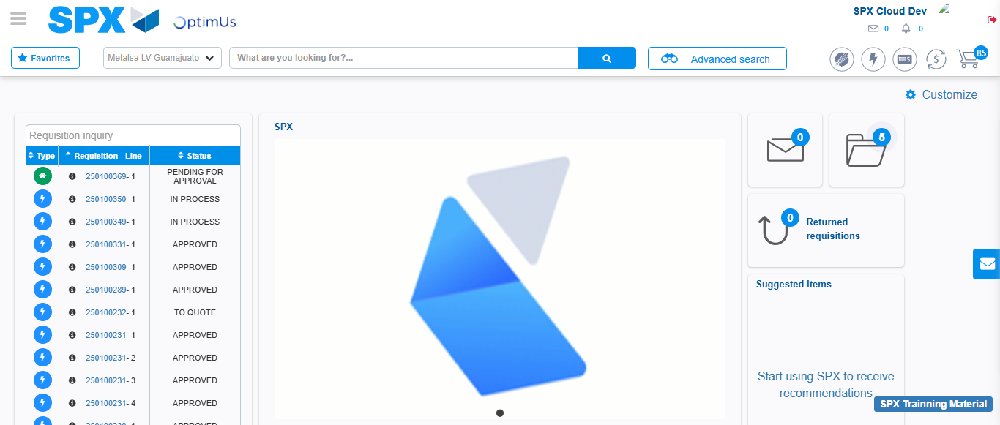 SPX
OptimUs
SPX Cloud Dev
0
0
Favorites
Metalsa LV Guanajuato
What are you looking for?...
Advanced search
85
Customize
Requisition inquiry
Type
Requisition - Line
Status
250100369- 1
PENDING FOR
APPROVAL
250100350- 1
IN PROCESS
250100349- 1
IN PROCESS
250100331- 1
APPROVED
250100309- 1
APPROVED
250100289- 1
APPROVED
250100232- 1
TO QUOTE
250100231- 1
APPROVED
250100231- 2
APPROVED
250100231- 3
APPROVED
250100231- 4
APPROVED
SPX
0
5
0
Returned
requisitions
Suggested items
Start using SPX to receive
recommendations
SPX Trainning Material